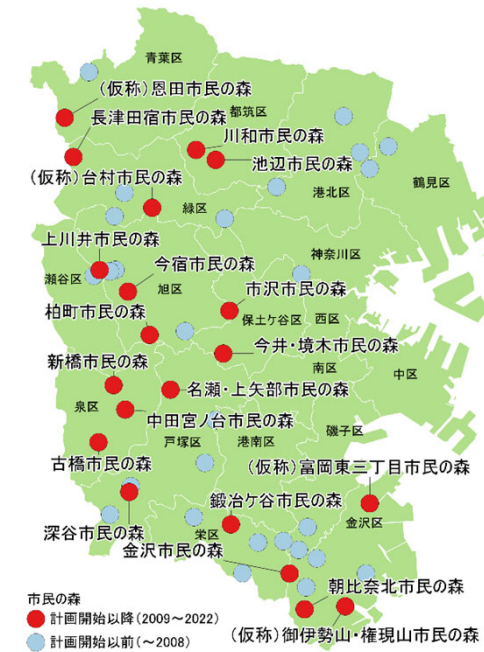 青葉区
(仮称)恩田市民の森
長津田宿市民の森
都筑区
川和市民の森
池辺市民の森
(仮称)台村市民の森
港北区
鶴見区
緑区
上川井市民の森
神奈川区
瀬谷区
今宿市民の森
旭区
市沢市民の森
柏町市民の森
保土ケ谷区
西区
今井・境木市民の森
新橋市民の森
南区
中区
名瀬・上矢部市民の森
泉区
中田宮ノ台市民の森
磯子区
戸塚区
港南区
古橋市民の森
(仮称)富岡東三丁目市民の森
鍛冶ケ谷市民の森
金沢区
深谷市民の森
栄区
金沢市民の森
朝比奈北市民の森
(仮称)御伊勢山・権現山市民の森
市民の森
計画開始以降(2009～2022)
計画開始以前(～2008)